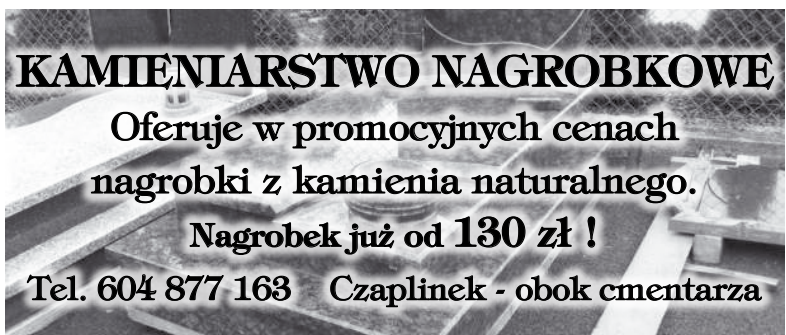 KAMIENIARSTWO NAGROBKOWE
Oferuje w promocyjnych cenach
nagrobki z kamienia naturalnego.
Nagrobek już od 130 zł !
Tel. 604 877 163 Czaplinek - obok cmentarza